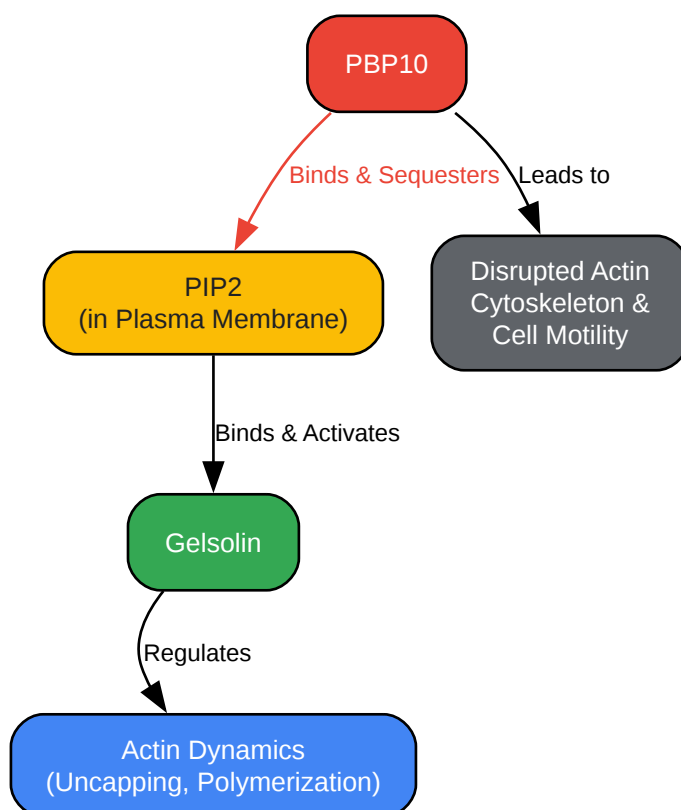 PBP10
Binds & Sequesters
Leads to
PIP2
(in Plasma Membrane)
Disrupted Actin
Cytoskeleton &
Cell Motility
Binds & Activates
Gelsolin
Regulates
Actin Dynamics
(Uncapping, Polymerization)